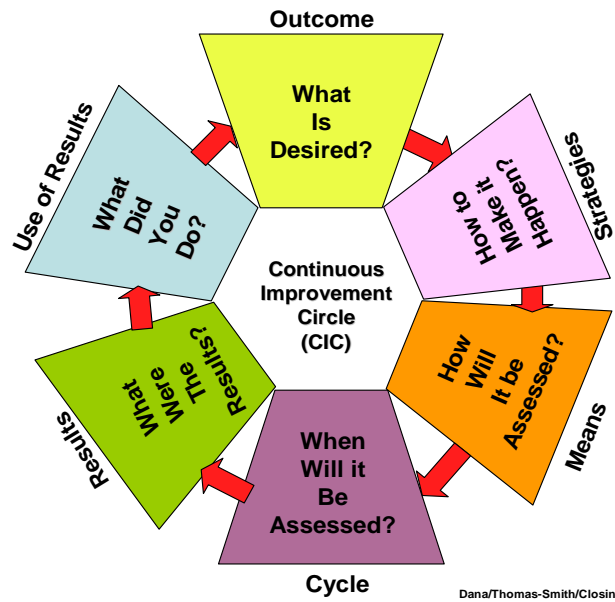 Outcome
What
Is
Desired?
Strategies
How to
Make it
Happen?
Means
How
Will
It be
Assessed?
Cycle
When
Will it
Be
Assessed?
Results
What
Were
The
Results?
Use of Results
What
Did
You
Do?
Continuous
Improvement
Circle
(CIC)
Dana/Thomas-Smith/Closin